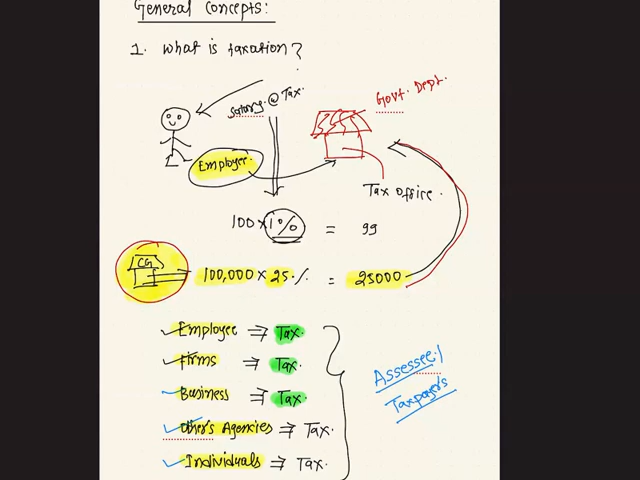 General Concepts:
1. What is taxation?
Salary @ Tax
Govt. Dept.
Employee
Tax Office.
100 x 1% = 99
CG
100,000 x 25 % = 25000
Employee ⇒ Tax.
Firms ⇒ Tax.
Business ⇒ Tax.
Other's Agencies ⇒ Tax.
Individuals ⇒ Tax.
Assessee /
Taxpayers